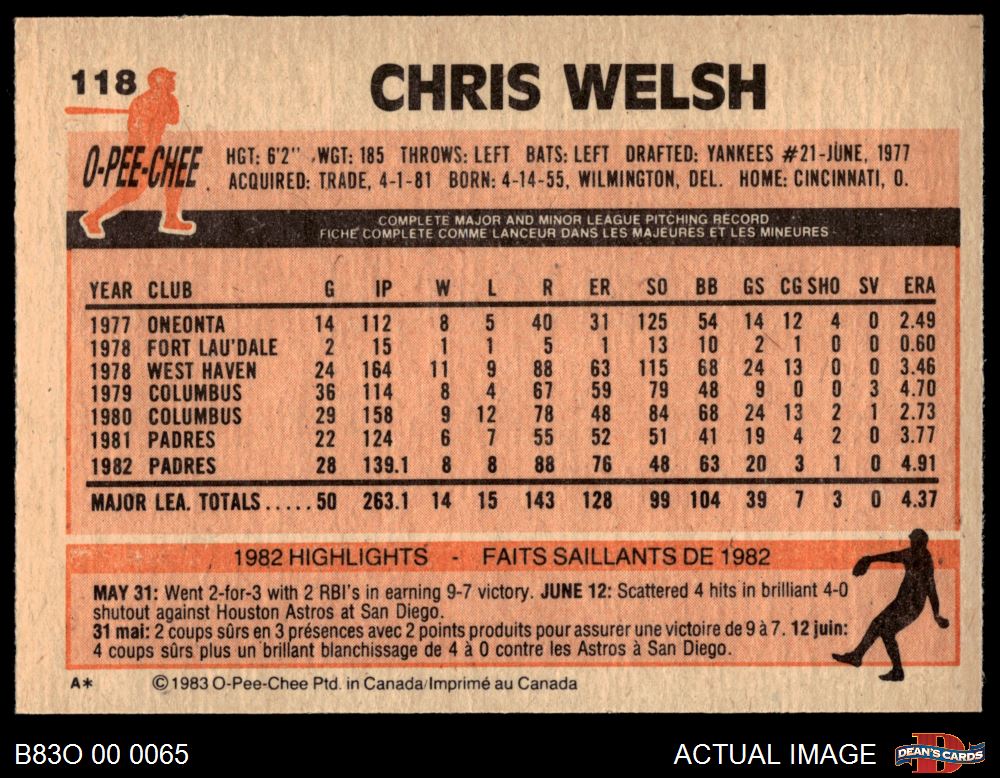 118
CHRIS WELSH
O-PEE-CHEE
HGT: 6'2" WGT: 185 THROWS: LEFT BATS: LEFT DRAFTED: YANKEES #21-JUNE, 1977
ACQUIRED: TRADE, 4-1-81 BORN: 4-14-55, WILMINGTON, DEL. HOME: CINCINNATI, O.
COMPLETE MAJOR AND MINOR LEAGUE PITCHING RECORD
FICHE COMPLETE COMME LANCEUR DANS LES MAJEURES ET LES MINEURES
YEAR CLUB G IP W L R ER SO BB GS CG SHO SV ERA
1977 ONEONTA 14 112 8 5 40 31 125 54 14 12 4 0 2.49
1978 FORT LAU'DALE 2 15 1 1 5 1 13 10 2 1 0 0 0.60
1978 WEST HAVEN 24 164 11 9 88 63 115 68 24 13 0 0 3.46
1979 COLUMBUS 36 114 8 4 67 59 79 48 9 0 0 3 4.70
1980 COLUMBUS 29 158 9 12 78 48 84 68 24 13 2 1 2.73
1981 PADRES 22 124 6 7 55 52 51 41 19 4 2 0 3.77
1982 PADRES 28 139.1 8 8 88 76 48 63 20 3 1 0 4.91
MAJOR LEA. TOTALS..... 50 263.1 14 15 143 128 99 104 39 7 3 0 4.37
1982 HIGHLIGHTS - FAITS SAILLANTS DE 1982
MAY 31: Went 2-for-3 with 2 RBI's in earning 9-7 victory. JUNE 12: Scattered 4 hits in brilliant 4-0
shutout against Houston Astros at San Diego.
31 mai: 2 coups sûrs en 3 présences avec 2 points produits pour assurer une victoire de 9 à 7. 12 juin:
4 coups sûrs plus un brillant blanchissage de 4 à 0 contre les Astros à San Diego.
A* ©1983 O-Pee-Chee Ptd. in Canada/Imprimé au Canada
B83O 00 0065 ACTUAL IMAGE DEAN'S CARDS